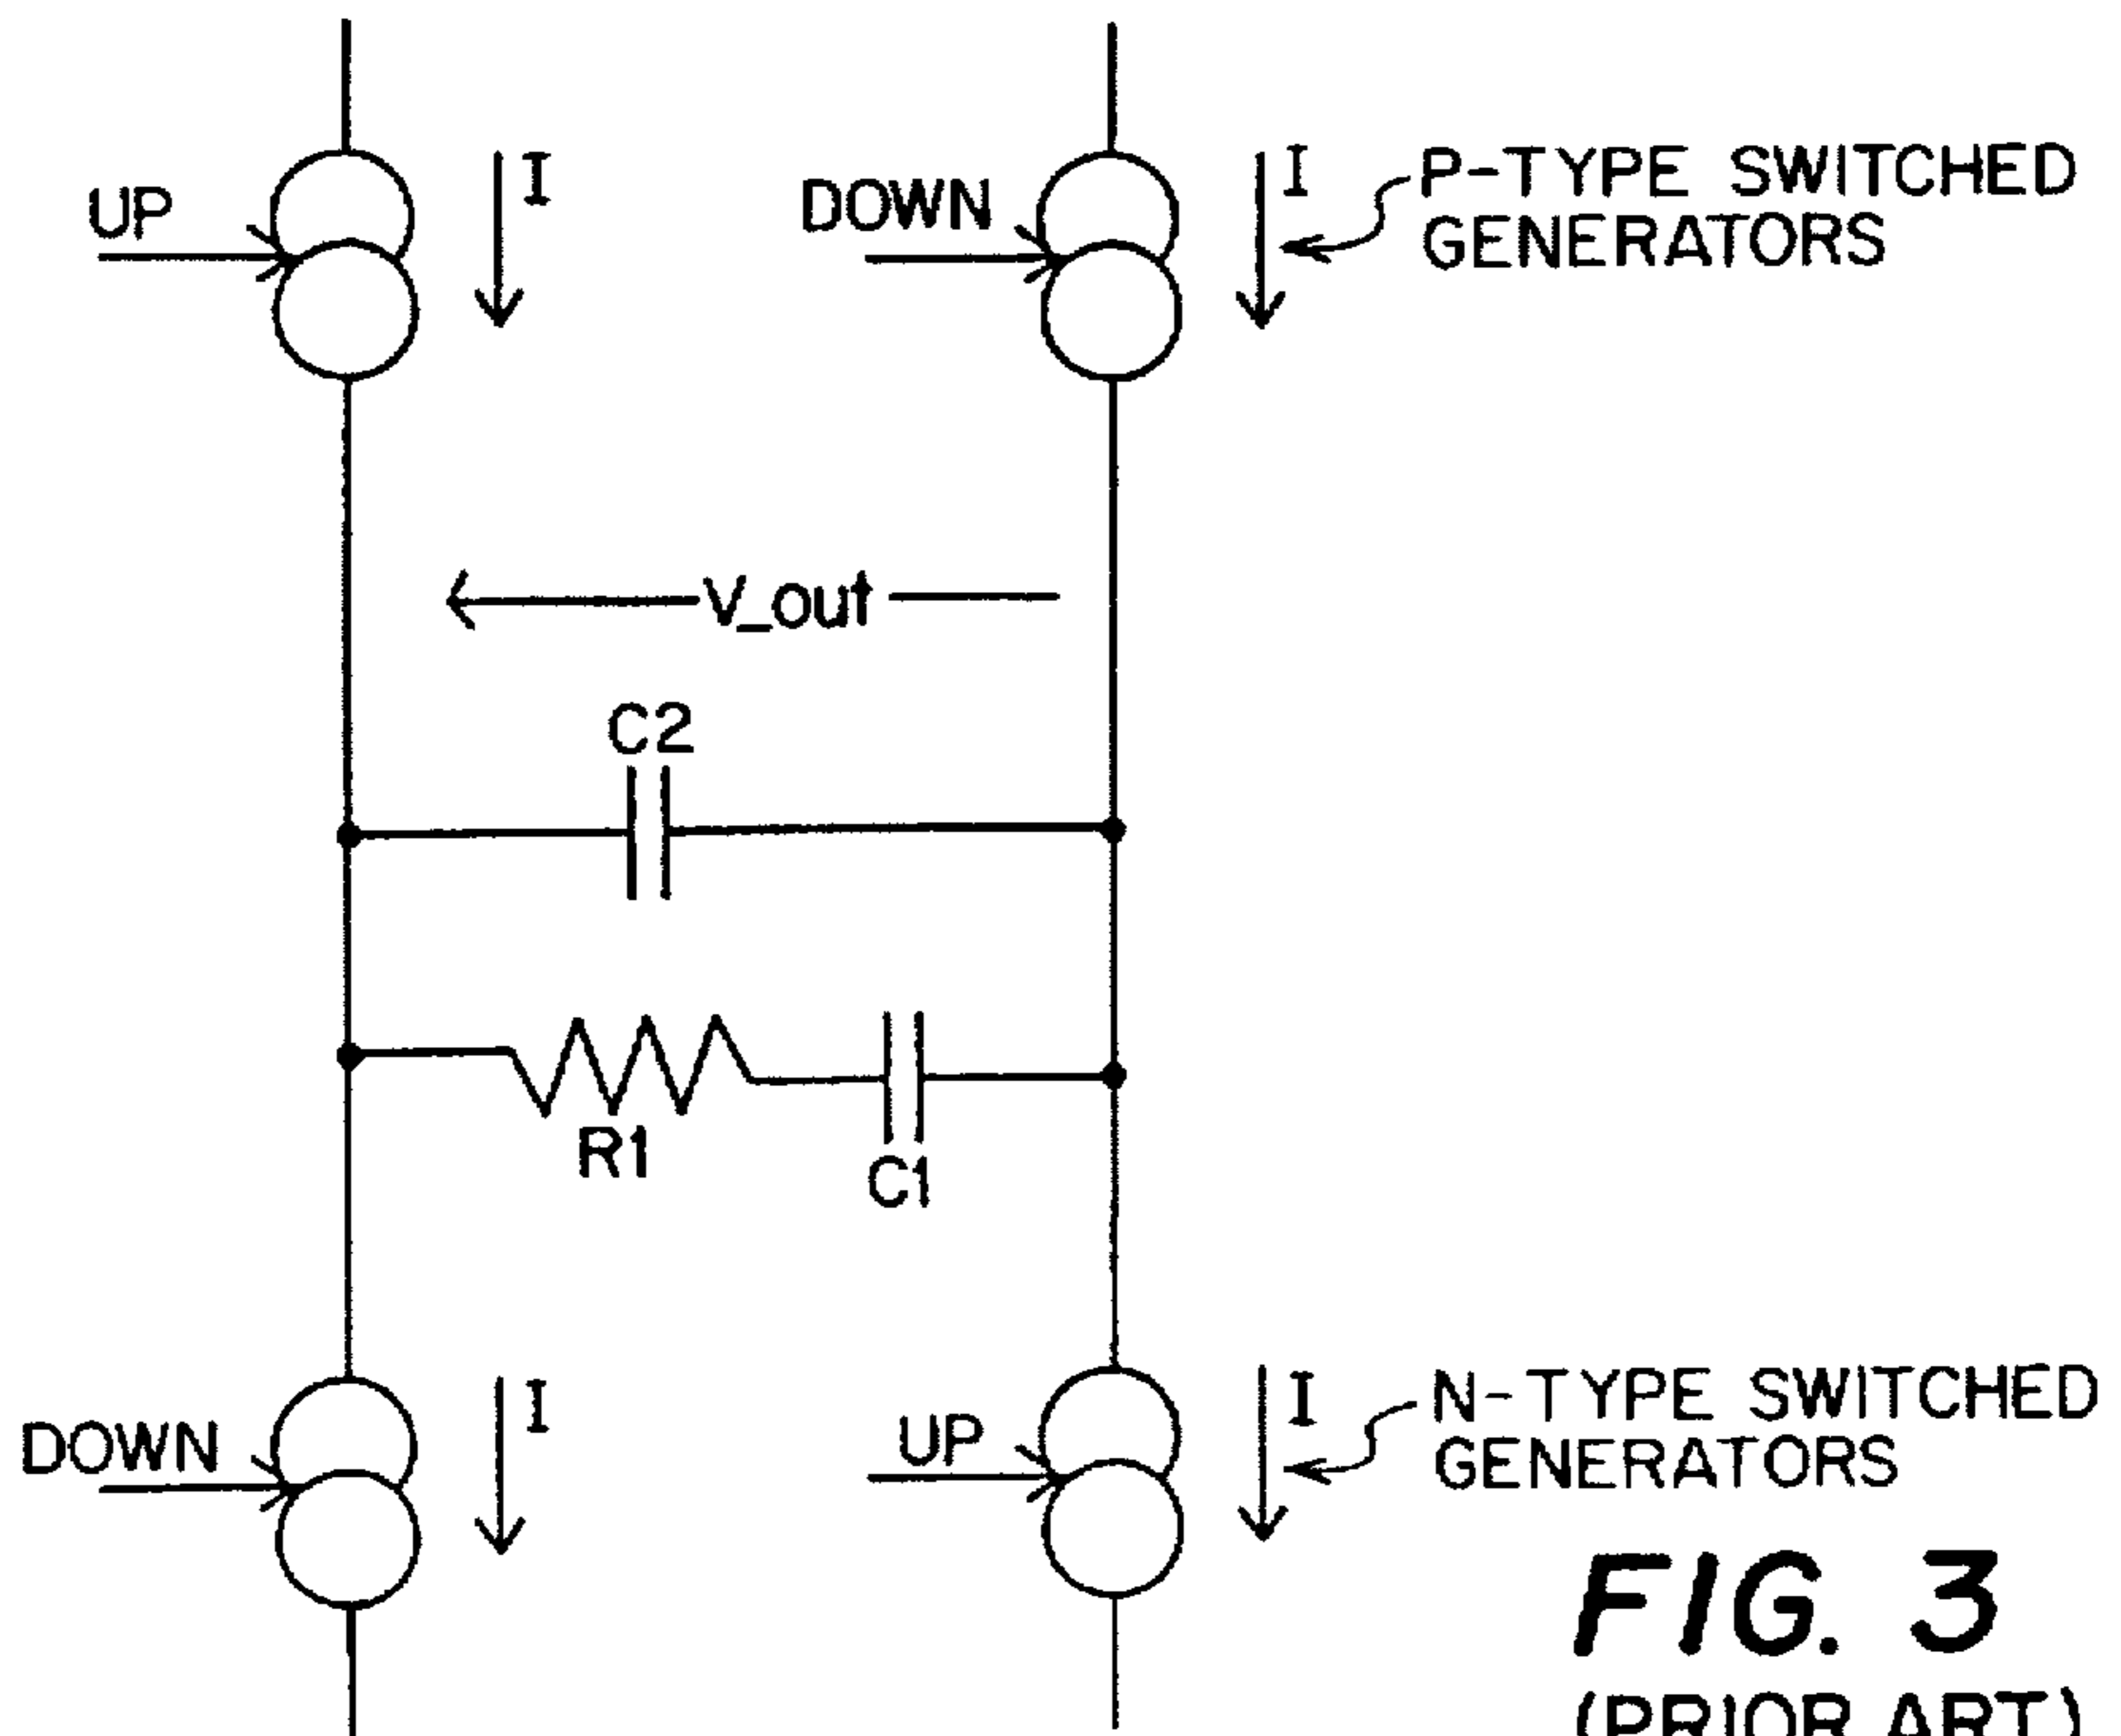 UP
I
DOWN
I
P-TYPE SWITCHED
GENERATORS
V_out
C2
R1
C1
DOWN
I
UP
I
N-TYPE SWITCHED
GENERATORS
FIG. 3
(PRIOR ART)